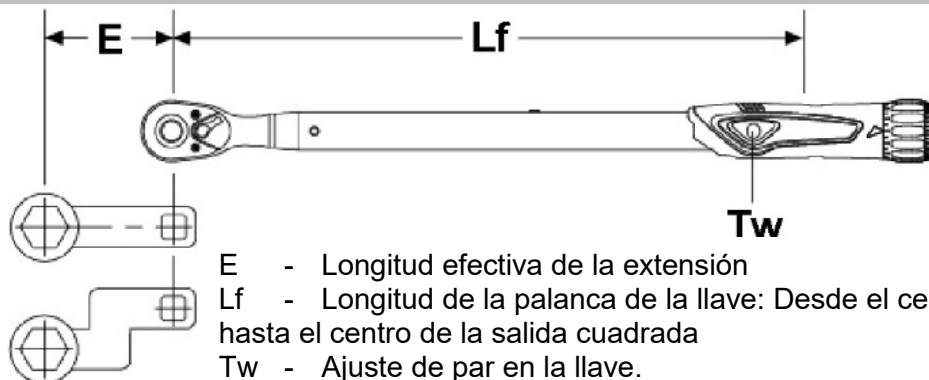 E Lf
Tw
E - Longitud efectiva de la extensión
Lf - Longitud de la palanca de la llave: Desde el
hasta el centro de la salida cuadrada
Tw - Ajuste de par en la llave.